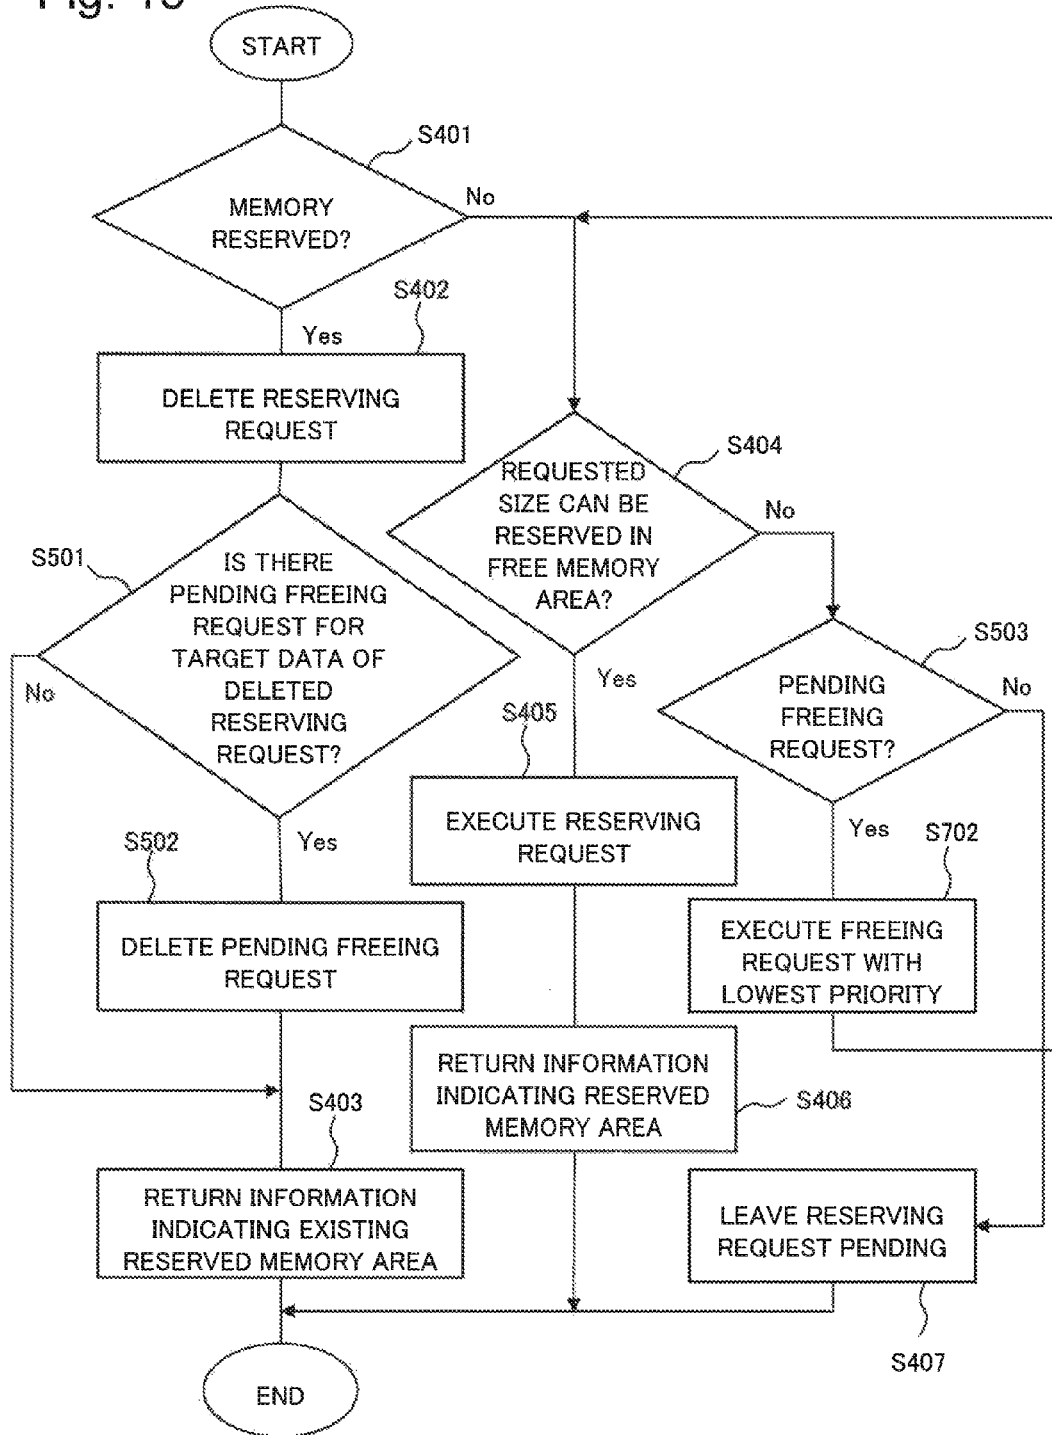 START
S401
MEMORY
RESERVED?
No
Yes
S402
DELETE RESERVING
REQUEST
S404
REQUESTED
SIZE CAN BE
RESERVED IN
FREE MEMORY
AREA?
No
Yes
S501
IS THERE
PENDING FREEING
REQUEST FOR
TARGET DATA OF
DELETED
RESERVING
REQUEST?
No
Yes
S503
PENDING
FREEING
REQUEST?
No
Yes
S405
EXECUTE RESERVING
REQUEST
S502
DELETE PENDING FREEING
REQUEST
S702
EXECUTE FREEING
REQUEST WITH
LOWEST PRIORITY
RETURN INFORMATION
INDICATING RESERVED
MEMORY AREA
S406
S403
RETURN INFORMATION
INDICATING EXISTING
RESERVED MEMORY AREA
LEAVE RESERVING
REQUEST PENDING
S407
END